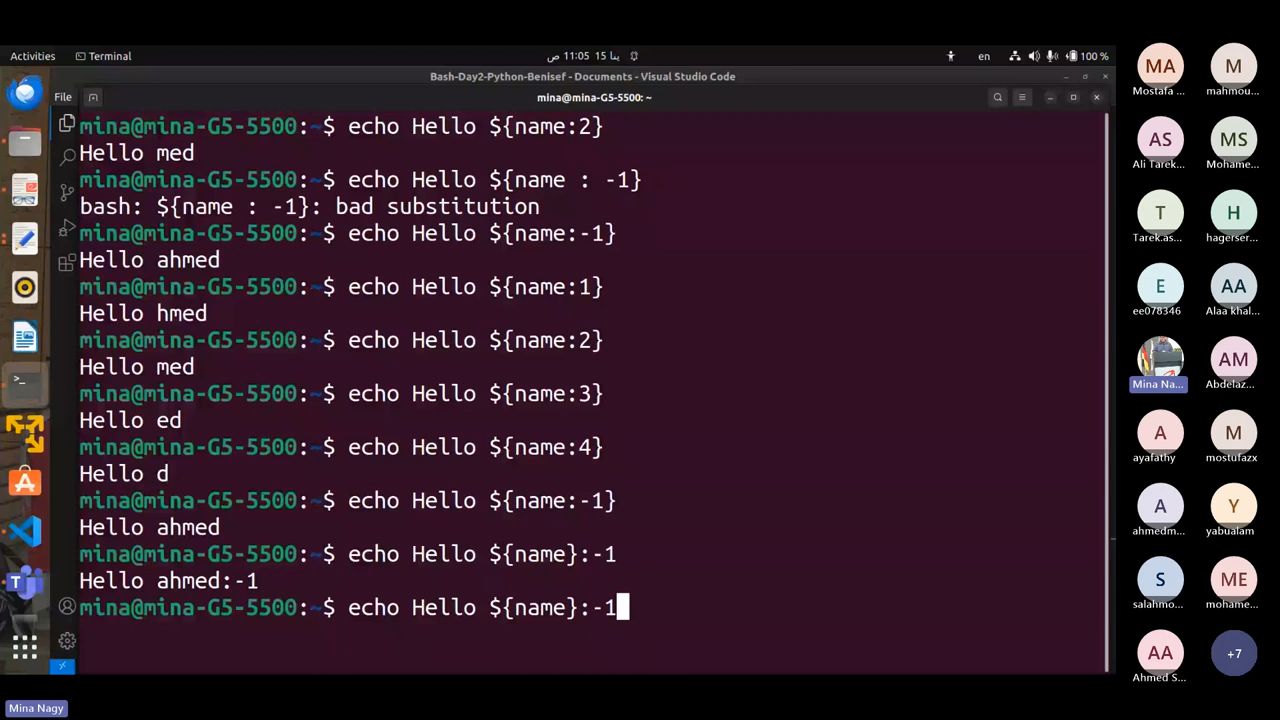 Activities
Terminal
ص 11:05 15 ينا
en
100 %
Bash-Day2-Python-Benisef - Documents - Visual Studio Code
File
mina@mina-G5-5500: ~
mina@mina-G5-5500:~$ echo Hello ${name:2}
Hello med
mina@mina-G5-5500:~$ echo Hello ${name : -1}
bash: ${name : -1}: bad substitution
mina@mina-G5-5500:~$ echo Hello ${name:-1}
Hello ahmed
mina@mina-G5-5500:~$ echo Hello ${name:1}
Hello hmed
mina@mina-G5-5500:~$ echo Hello ${name:2}
Hello med
mina@mina-G5-5500:~$ echo Hello ${name:3}
Hello ed
mina@mina-G5-5500:~$ echo Hello ${name:4}
Hello d
mina@mina-G5-5500:~$ echo Hello ${name:-1}
Hello ahmed
mina@mina-G5-5500:~$ echo Hello ${name}:-1
Hello ahmed:-1
mina@mina-G5-5500:~$ echo Hello ${name}:-1
MA
Mostafa ...
M
mahmou...
AS
Ali Tarek...
MS
Mohame...
T
Tarek.as...
H
hagerser...
E
ee078346
AA
Alaa khal...
Mina Na...
AM
Abdelaz...
A
ayafathy
M
mostufazx
A
ahmedm...
Y
yabualam
S
salahmo...
ME
mohame...
AA
Ahmed S...
+7
Mina Nagy